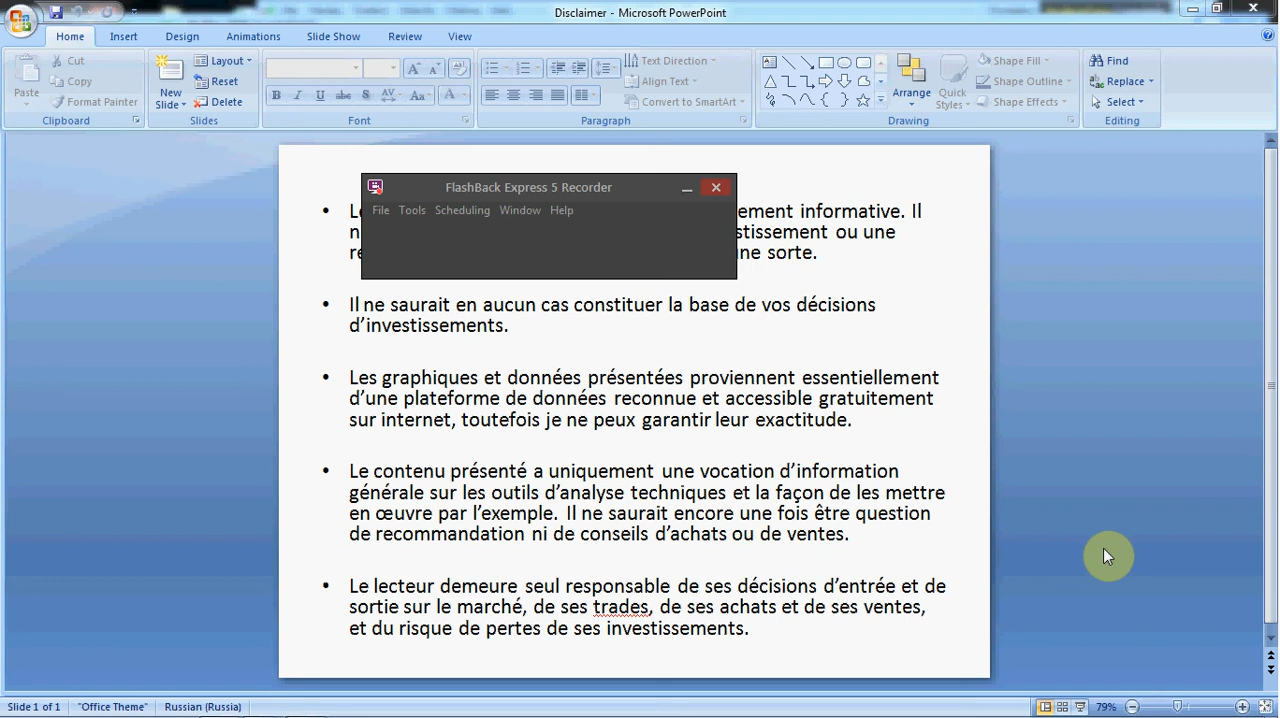 Disclaimer - Microsoft PowerPoint
Home Insert Design Animations Slide Show Review View
Paste
Cut
Copy
Format Painter
Clipboard
New Slide
Layout
Reset
Delete
Slides
B I U abc S AV Aa A
Font
Text Direction
Align Text
Convert to SmartArt
Paragraph
Arrange
Quick Styles
Shape Fill
Shape Outline
Shape Effects
Drawing
Find
Replace
Select
Editing
FlashBack Express 5 Recorder
File Tools Scheduling Window Help
informative. Il
ou une
sorte.
• Il ne saurait en aucun cas constituer la base de vos décisions
d’investissements.
• Les graphiques et données présentées proviennent essentiellement
d’une plateforme de données reconnue et accessible gratuitement
sur internet, toutefois je ne peux garantir leur exactitude.
• Le contenu présenté a uniquement une vocation d’information
générale sur les outils d’analyse techniques et la façon de les mettre
en œuvre par l’exemple. Il ne saurait encore une fois être question
de recommandation ni de conseils d’achats ou de ventes.
• Le lecteur demeure seul responsable de ses décisions d’entrée et de
sortie sur le marché, de ses trades, de ses achats et de ses ventes,
et du risque de pertes de ses investissements.
Slide 1 of 1 "Office Theme" Russian (Russia) 79%